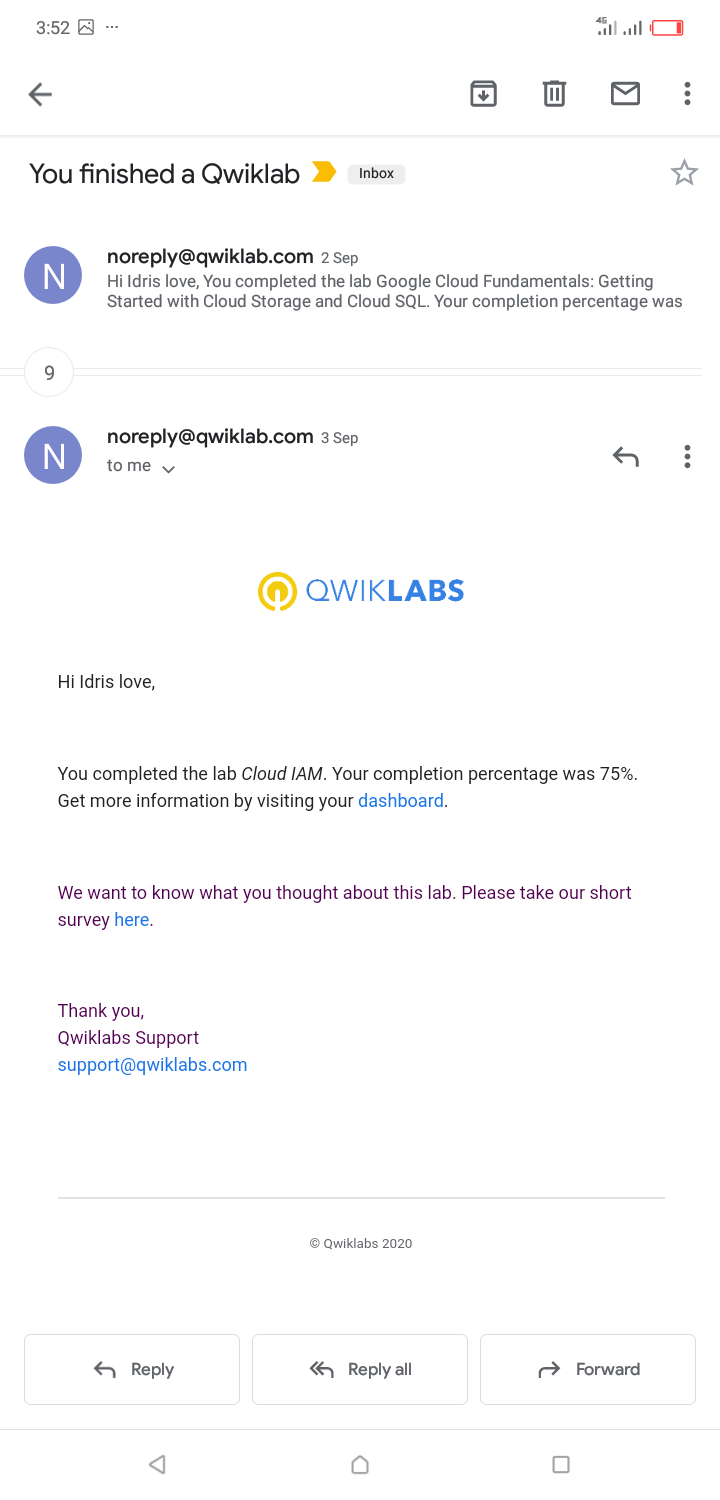 3:52
4G
You finished a Qwiklab Inbox
N
noreply@qwiklab.com 2 Sep
Hi Idris love, You completed the lab Google Cloud Fundamentals: Getting
Started with Cloud Storage and Cloud SQL. Your completion percentage was
9
N
noreply@qwiklab.com 3 Sep
to me
QWIKLABS
Hi Idris love,
You completed the lab Cloud IAM. Your completion percentage was 75%.
Get more information by visiting your dashboard.
We want to know what you thought about this lab. Please take our short
survey here.
Thank you,
Qwiklabs Support
support@qwiklabs.com
© Qwiklabs 2020
Reply
Reply all
Forward